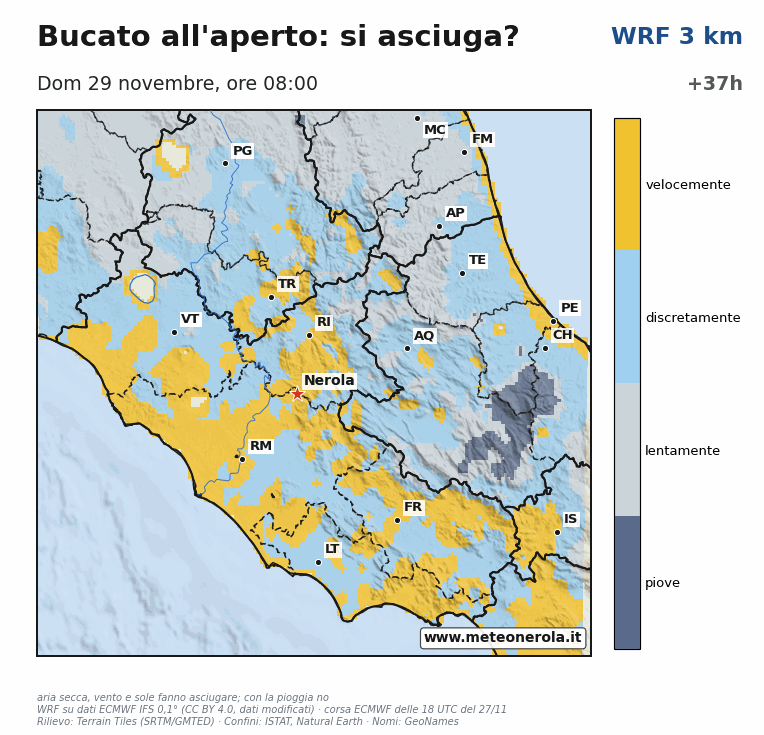 Bucato all'aperto: si asciuga?
WRF 3 km
Dom 29 novembre, ore 08:00
+37h
MC
FM
PG
AP
TE
TR
PE
VT
RI
AQ
CH
Nerola
RM
FR
IS
LT
www.meteonerola.it
velocemente
discretamente
lentamente
piove
aria secca, vento e sole fanno asciugare; con la pioggia no
WRF su dati ECMWF IFS 0,1° (CC BY 4.0, dati modificati) · corsa ECMWF delle 18 UTC del 27/11
Rilievo: Terrain Tiles (SRTM/GMTED) · Confini: ISTAT, Natural Earth · Nomi: GeoNames